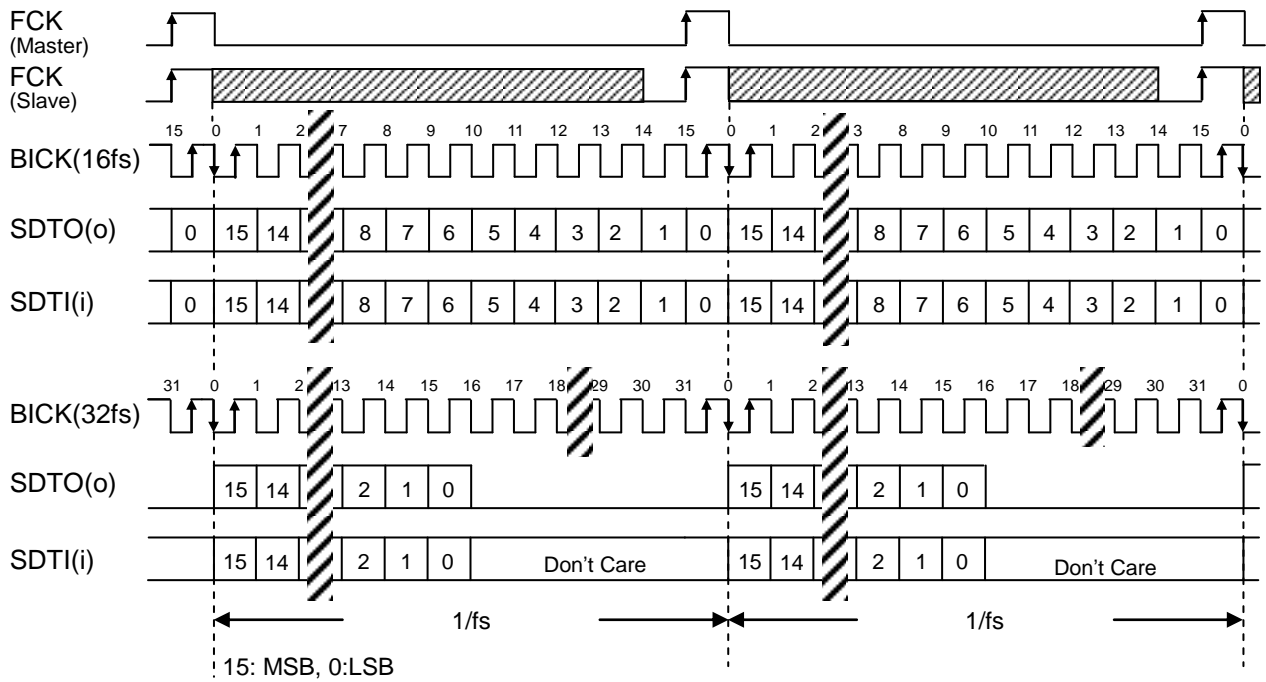 FCK
(Master)
FCK
(Slave)
15 0 1 2 7 8 9 10 11 12 13 14 15 0 1 2 3 8 9 10 11 12 13 14 15 0
BICK(16fs)
SDTO(o) 0 15 14 8 7 6 5 4 3 2 1 0 15 14 8 7 6 5 4 3 2 1 0
SDTI(i) 0 15 14 8 7 6 5 4 3 2 1 0 15 14 8 7 6 5 4 3 2 1 0
31 0 1 2 13 14 15 16 17 18 29 30 31 0 1 2 13 14 15 16 17 18 29 30 31 0
BICK(32fs)
SDTO(o) 15 14 2 1 0 15 14 2 1 0
SDTI(i) 15 14 2 1 0 Don't Care 15 14 2 1 0 Don't Care
1/fs 1/fs
15: MSB, 0:LSB